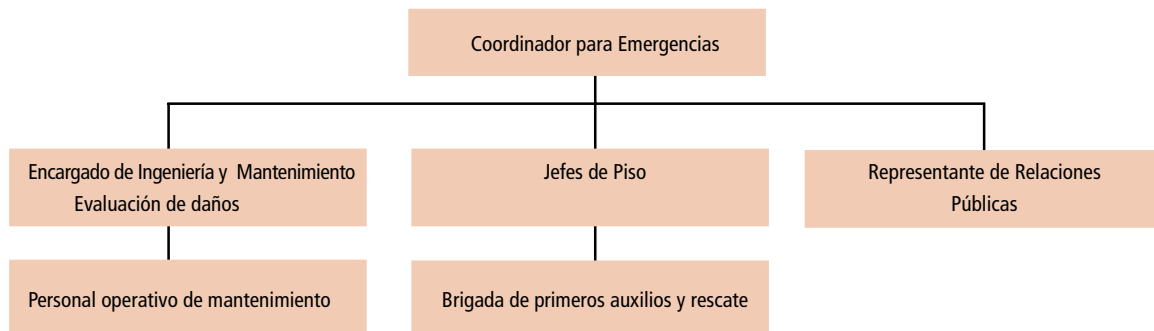 Coordinador para Emergencias
Encargado de Ingeniería y Mantenimiento
Evaluación de daños
Jefes de Piso
Representante de Relaciones
Públicas
Personal operativo de mantenimiento
Brigada de primeros auxilios y rescate